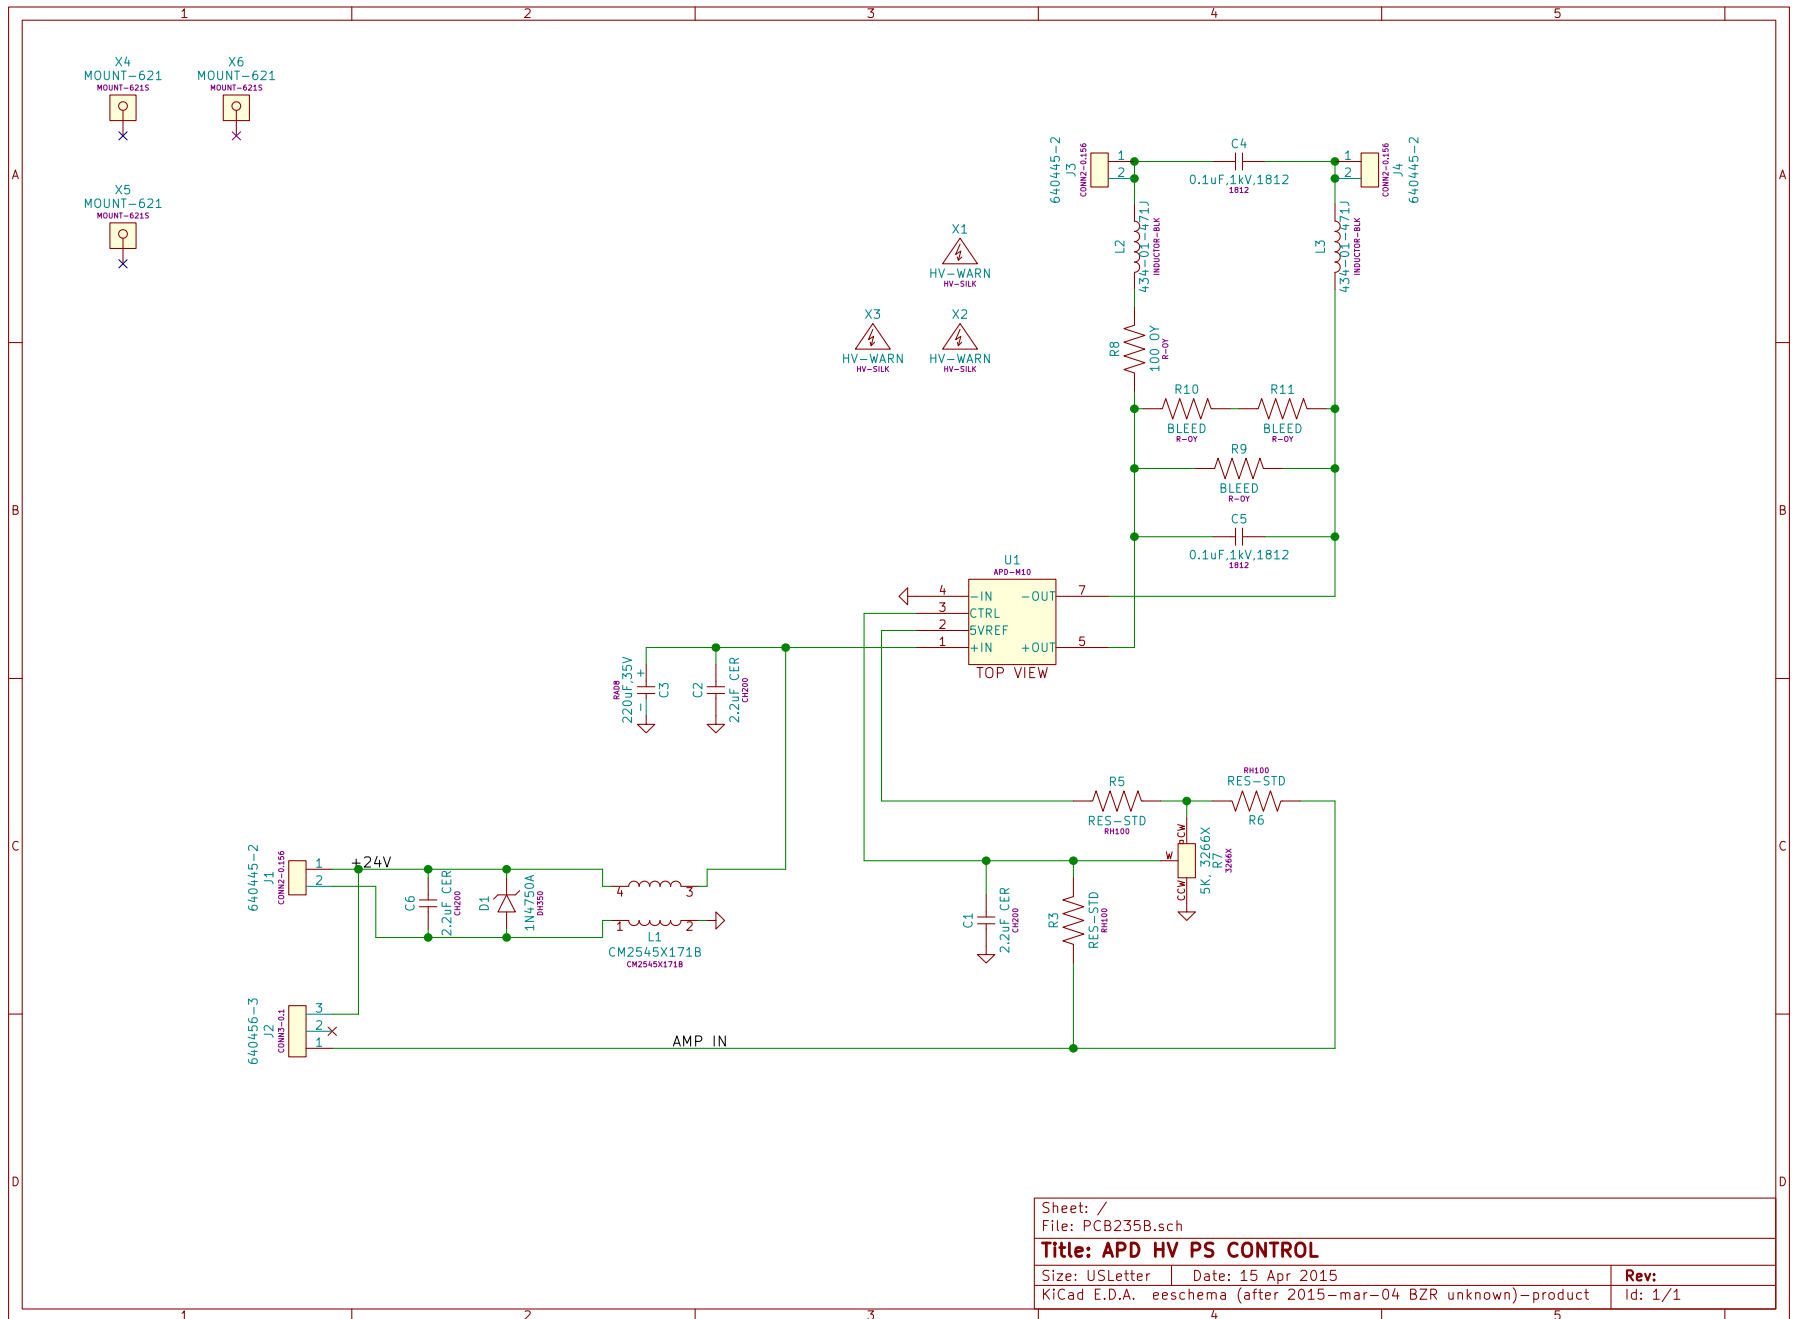 1 2 3 4 5
X4
MOUNT-621
MOUNT-621S
X6
MOUNT-621
MOUNT-621S
X5
MOUNT-621
MOUNT-621S
A
A
640445-2
J3
CONN2-0.156
1
2
C4
0.1uF,1kV,1812
1812
1
2
CONN2-0.156
J4
640445-2
L2
434-01-471J
INDUCTOR-BLK
L3
434-01-471J
INDUCTOR-BLK
X1
HV-WARN
HV-SILK
X3
HV-WARN
HV-SILK
X2
HV-WARN
HV-SILK
R8
100 OY
R-OY
R10
BLEED
R-OY
R11
BLEED
R-OY
R9
BLEED
R-OY
B
B
C5
0.1uF,1kV,1812
1812
U1
APD-M10
4 -IN
3 CTRL
2 5VREF
1 +IN
-OUT 7
+OUT 5
TOP VIEW
RAD8
220uF,35V
+
-
C3
C2
2.2uF CER
CH200
R5
RES-STD
RH100
RH100
RES-STD
R6
CW
W
CCW
5K, 3266X
R7
3266X
C
C
640445-2
J1
CONN2-0.156
1
2
+24V
C6
2.2uF CER
CH200
D1
1N4750A
DH350
4 3
1 2
L1
CM2545X171B
CM2545X171B
C1
2.2uF CER
CH200
R3
RES-STD
RH100
640456-3
J2
CONN3-0.1
3
2
1
AMP IN
D
D
Sheet: /
File: PCB235B.sch
Title: APD HV PS CONTROL
Size: USLetter Date: 15 Apr 2015 Rev:
KiCad E.D.A. eeschema (after 2015-mar-04 BZR unknown)-product Id: 1/1
1 2 3 4 5